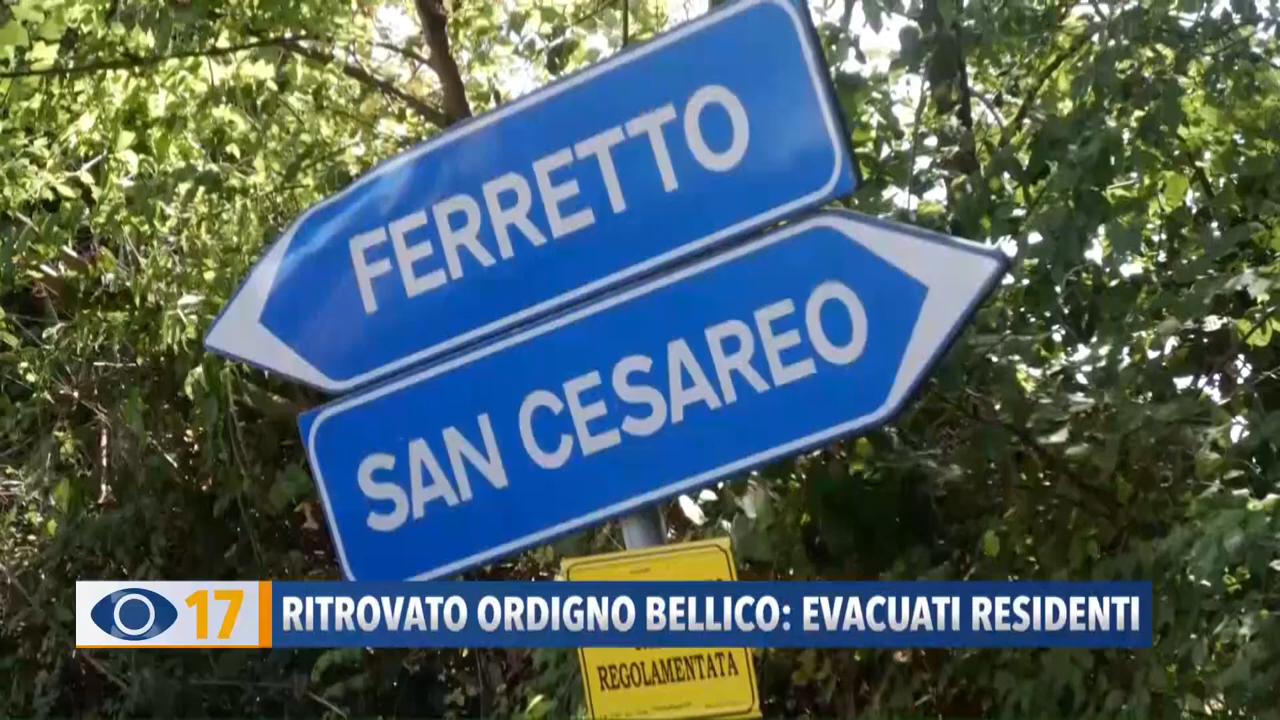 FERRETTO
SAN CESAREO
17 RITROVATO ORDIGNO BELLICO: EVACUATI RESIDENTI
REGOLAMENTATA